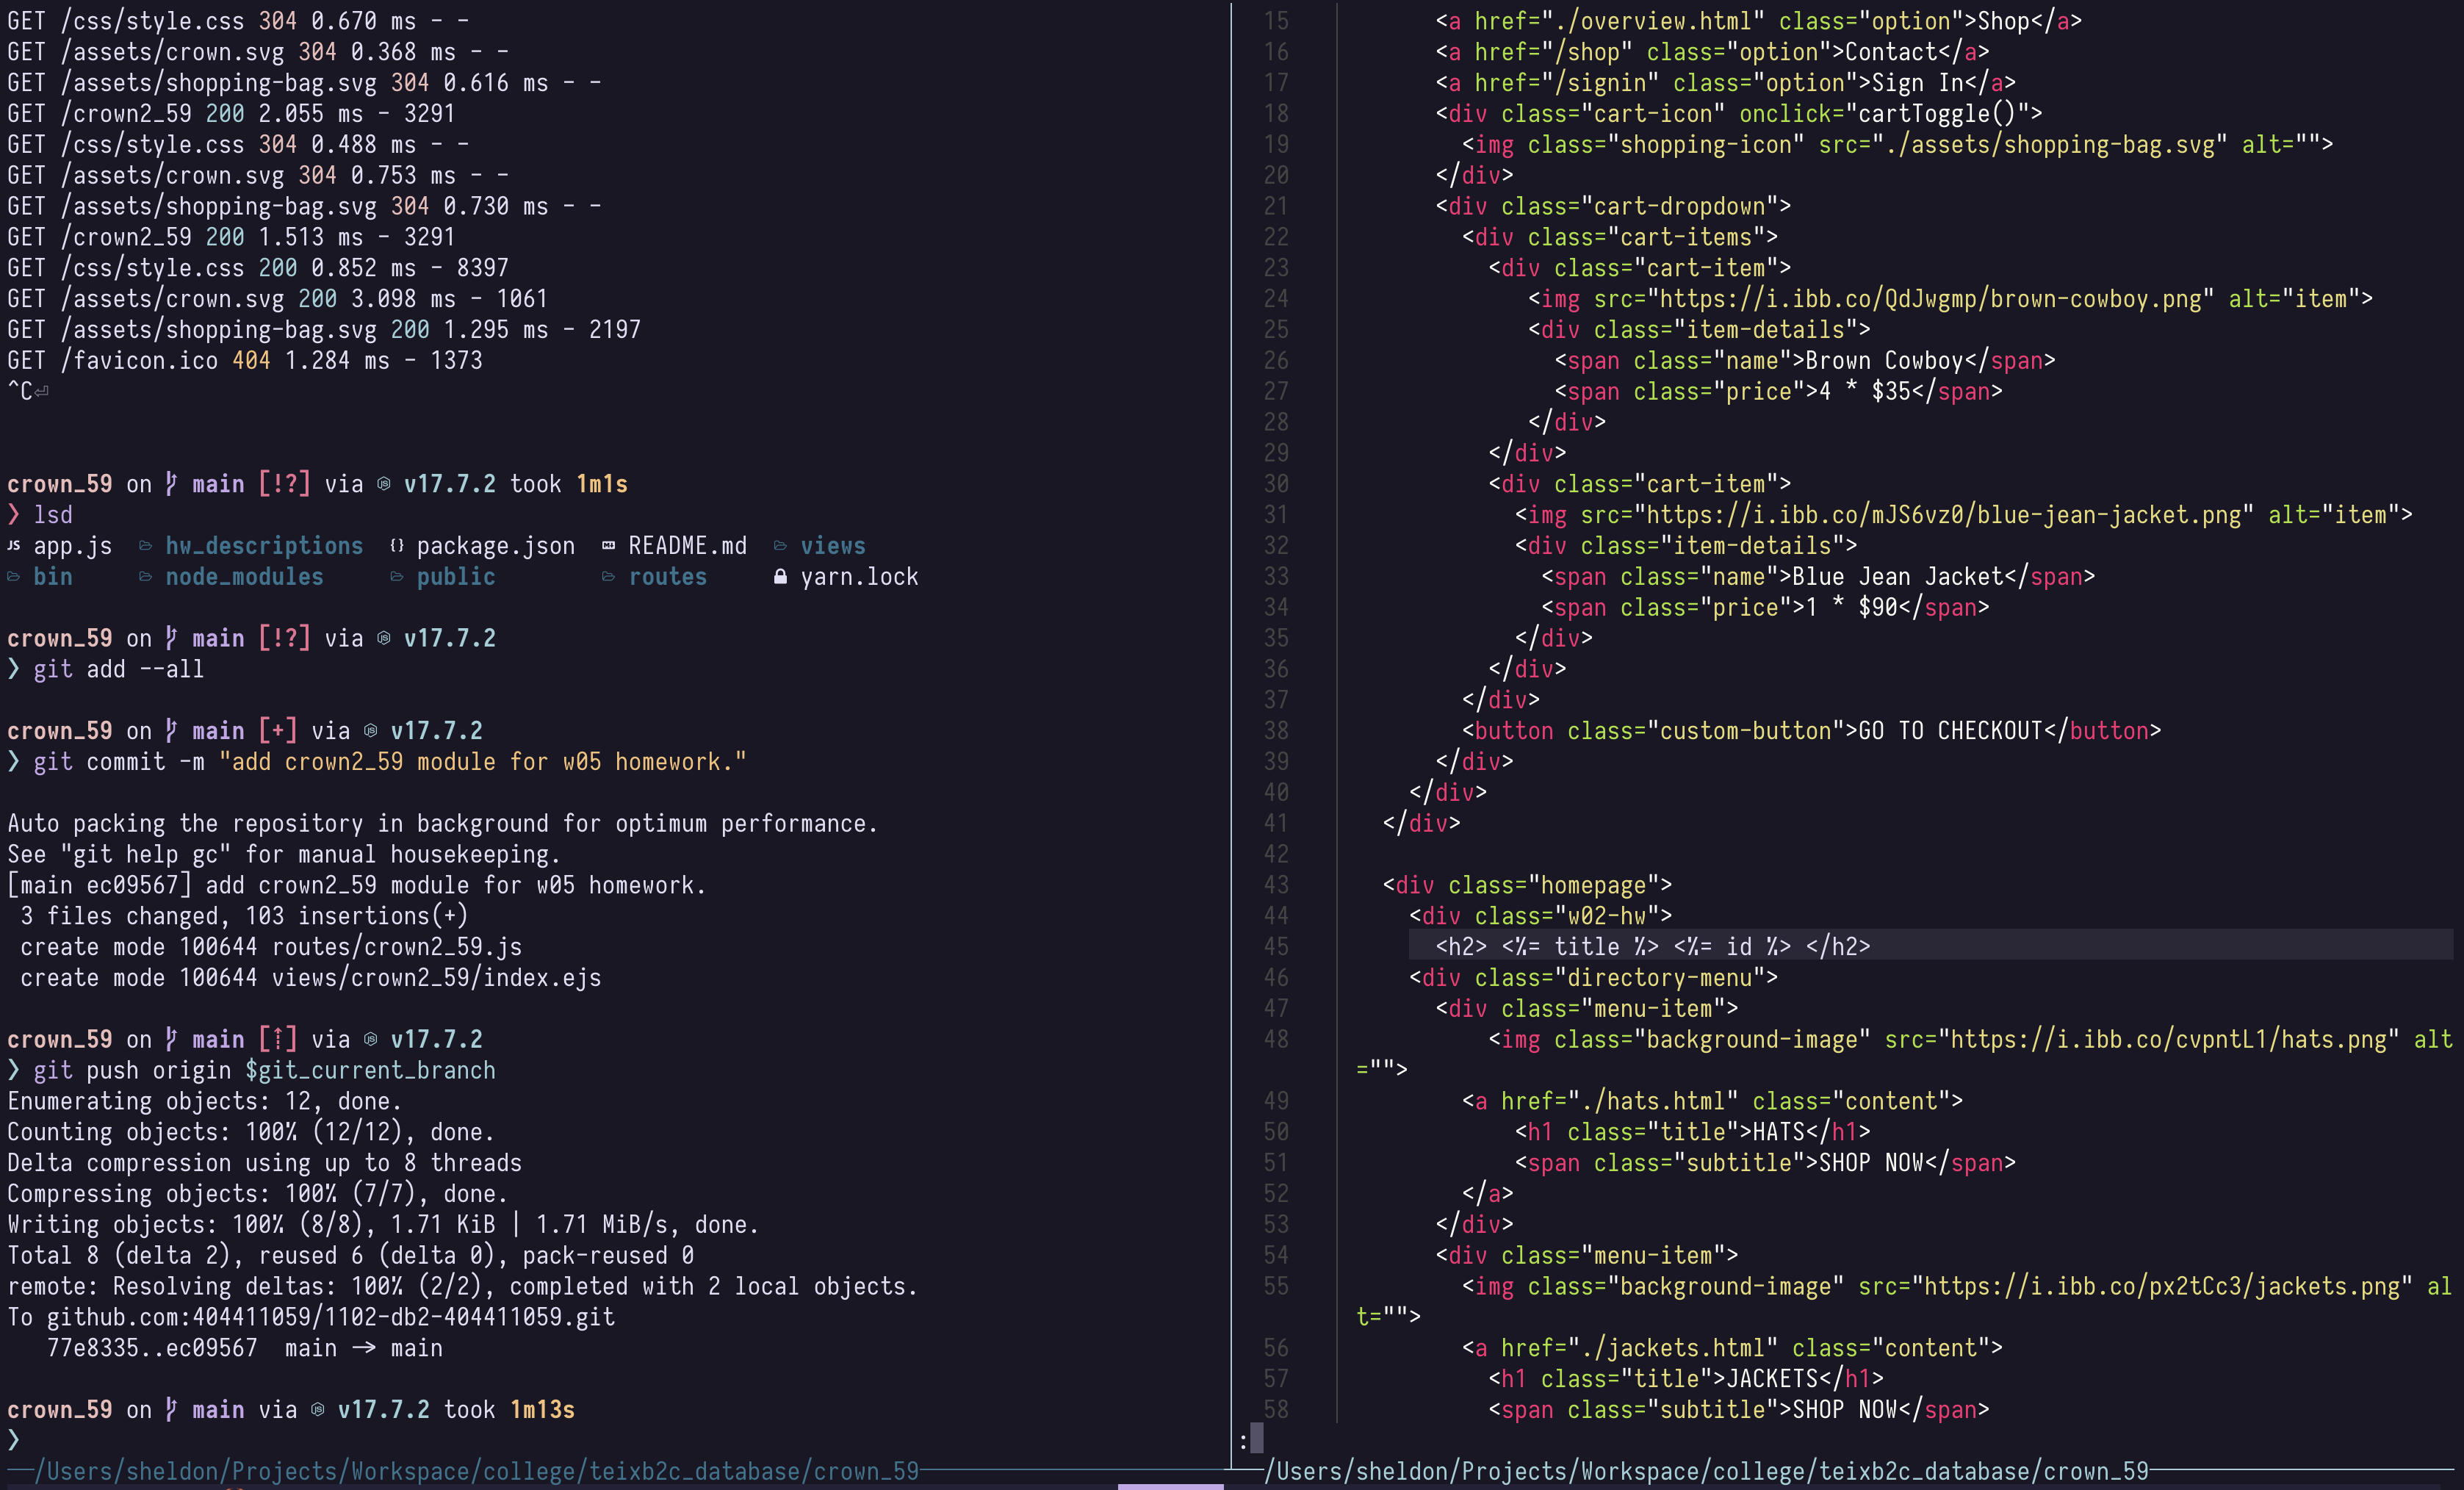 GET /css/style.css 304 0.670 ms - -
GET /assets/crown.svg 304 0.368 ms - -
GET /assets/shopping-bag.svg 304 0.616 ms - -
GET /crown2_59 200 2.055 ms - 3291
GET /css/style.css 304 0.488 ms - -
GET /assets/crown.svg 304 0.753 ms - -
GET /assets/shopping-bag.svg 304 0.730 ms - -
GET /crown2_59 200 1.513 ms - 3291
GET /css/style.css 200 0.852 ms - 8397
GET /assets/crown.svg 200 3.098 ms - 1061
GET /assets/shopping-bag.svg 200 1.295 ms - 2197
GET /favicon.ico 404 1.284 ms - 1373
^C⏎
crown_59 on main [!?] via v17.7.2 took 1m1s
❯ lsd
JS app.js hw_descriptions {} package.json README.md views
bin node_modules public routes yarn.lock
crown_59 on main [!?] via v17.7.2
❯ git add --all
crown_59 on main [+] via v17.7.2
❯ git commit -m "add crown2_59 module for w05 homework."
Auto packing the repository in background for optimum performance.
See "git help gc" for manual housekeeping.
[main ec09567] add crown2_59 module for w05 homework.
 3 files changed, 103 insertions(+)
 create mode 100644 routes/crown2_59.js
 create mode 100644 views/crown2_59/index.ejs
crown_59 on main [⇡] via v17.7.2
❯ git push origin $git_current_branch
Enumerating objects: 12, done.
Counting objects: 100% (12/12), done.
Delta compression using up to 8 threads
Compressing objects: 100% (7/7), done.
Writing objects: 100% (8/8), 1.71 KiB | 1.71 MiB/s, done.
Total 8 (delta 2), reused 6 (delta 0), pack-reused 0
remote: Resolving deltas: 100% (2/2), completed with 2 local objects.
To github.com:404411059/1102-db2-404411059.git
   77e8335..ec09567  main -> main
crown_59 on main via v17.7.2 took 1m13s
❯
/Users/sheldon/Projects/Workspace/college/teixb2c_database/crown_59
15 <a href="./overview.html" class="option">Shop</a>
16 <a href="/shop" class="option">Contact</a>
17 <a href="/signin" class="option">Sign In</a>
18 <div class="cart-icon" onclick="cartToggle()">
19 <img class="shopping-icon" src="./assets/shopping-bag.svg" alt="">
20 </div>
21 <div class="cart-dropdown">
22 <div class="cart-items">
23 <div class="cart-item">
24 <img src="https://i.ibb.co/QdJwgmp/brown-cowboy.png" alt="item">
25 <div class="item-details">
26 <span class="name">Brown Cowboy</span>
27 <span class="price">4 * $35</span>
28 </div>
29 </div>
30 <div class="cart-item">
31 <img src="https://i.ibb.co/mJS6vz0/blue-jean-jacket.png" alt="item">
32 <div class="item-details">
33 <span class="name">Blue Jean Jacket</span>
34 <span class="price">1 * $90</span>
35 </div>
36 </div>
37 </div>
38 <button class="custom-button">GO TO CHECKOUT</button>
39 </div>
40 </div>
41 </div>
42
43 <div class="homepage">
44 <div class="w02-hw">
45 <h2> <%= title %> <%= id %> </h2>
46 <div class="directory-menu">
47 <div class="menu-item">
48 <img class="background-image" src="https://i.ibb.co/cvpntL1/hats.png" alt
="">
49 <a href="./hats.html" class="content">
50 <h1 class="title">HATS</h1>
51 <span class="subtitle">SHOP NOW</span>
52 </a>
53 </div>
54 <div class="menu-item">
55 <img class="background-image" src="https://i.ibb.co/px2tCc3/jackets.png" al
t="">
56 <a href="./jackets.html" class="content">
57 <h1 class="title">JACKETS</h1>
58 <span class="subtitle">SHOP NOW</span>
:
/Users/sheldon/Projects/Workspace/college/teixb2c_database/crown_59